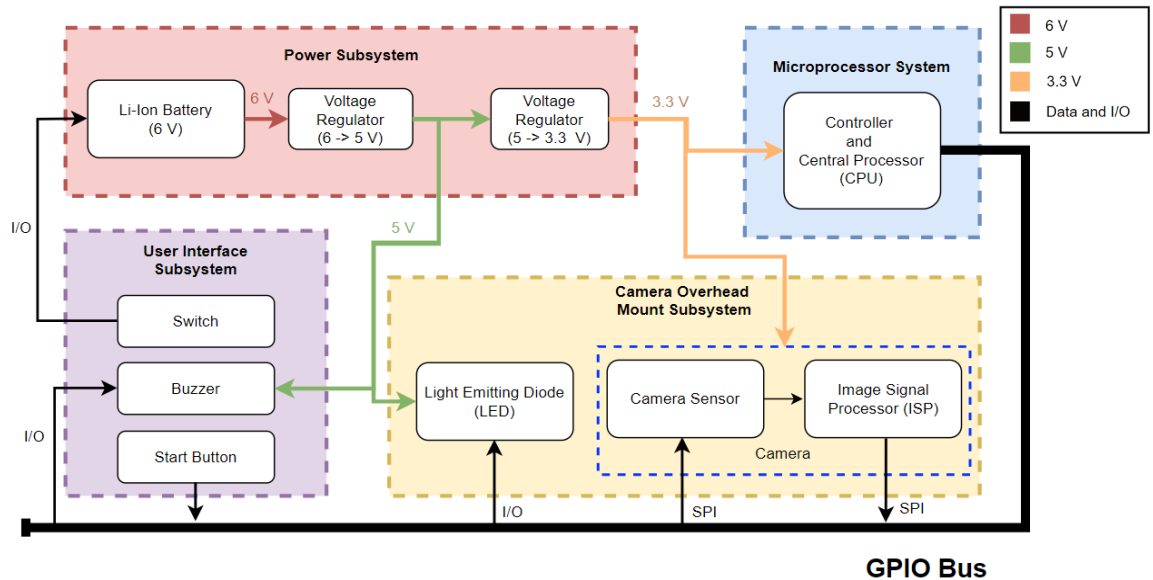 Power Subsystem
Li-Ion Battery
(6 V)
6 V
Voltage
Regulator
(6 -> 5 V)
Voltage
Regulator
(5 -> 3.3 V)
3.3 V
Microprocessor System
Controller
and
Central Processor
(CPU)
6 V
5 V
3.3 V
Data and I/O
I/O
5 V
User Interface
Subsystem
Switch
Buzzer
Start Button
I/O
Camera Overhead
Mount Subsystem
Light Emitting Diode
(LED)
Camera Sensor
Image Signal
Processor (ISP)
Camera
I/O
SPI
SPI
GPIO Bus